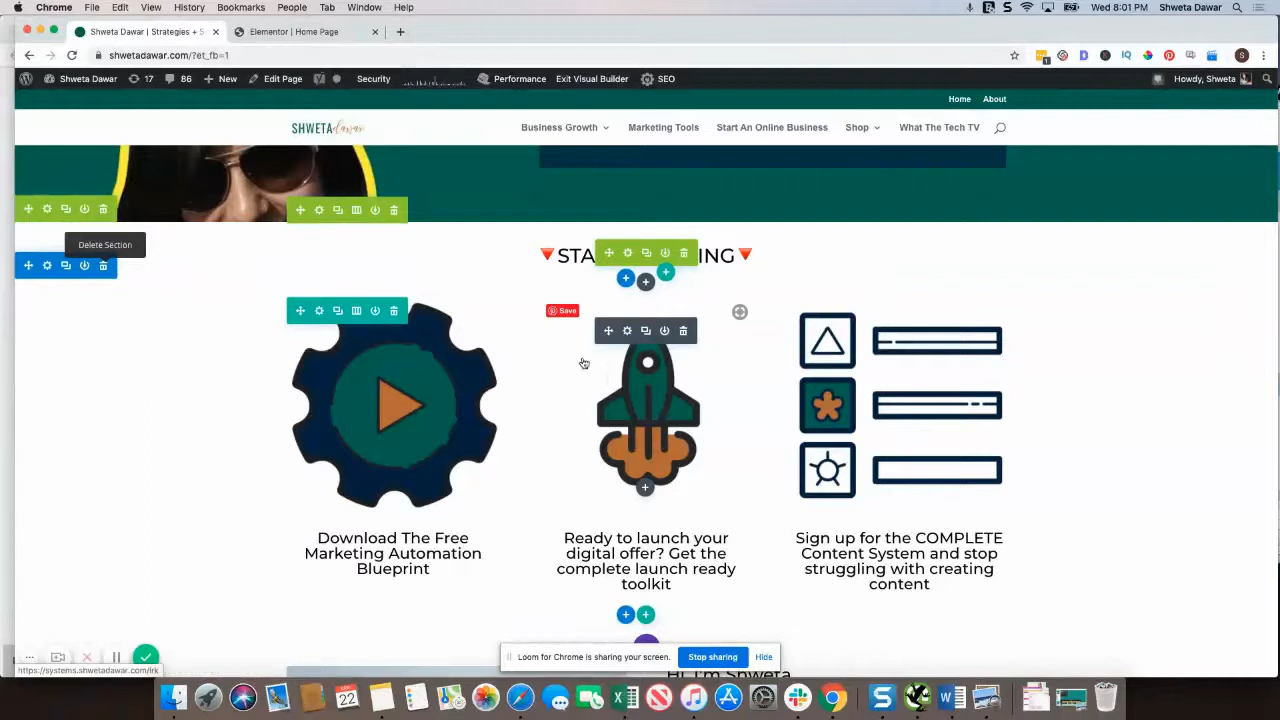 Chrome File Edit View History Bookmarks People Tab Window Help
Wed 8:01 PM Shweta Dawar
Shweta Dawar | Strategies + S
Elementor | Home Page
shwetadawar.com/?et_fb=1
Shweta Dawar 17 86 New Edit Page Security Performance Exit Visual Builder SEO Howdy, Shweta
Home About
SHWETA dawar
Business Growth Marketing Tools Start An Online Business Shop What The Tech TV
Delete Section
STA ING
Save
Download The Free
Marketing Automation
Blueprint
Ready to launch your
digital offer? Get the
complete launch ready
toolkit
Sign up for the COMPLETE
Content System and stop
struggling with creating
content
Loom for Chrome is sharing your screen. Stop sharing Hide
https://systems.shwetadawar.com/lrk
Hi, I'm Shweta
APR
22